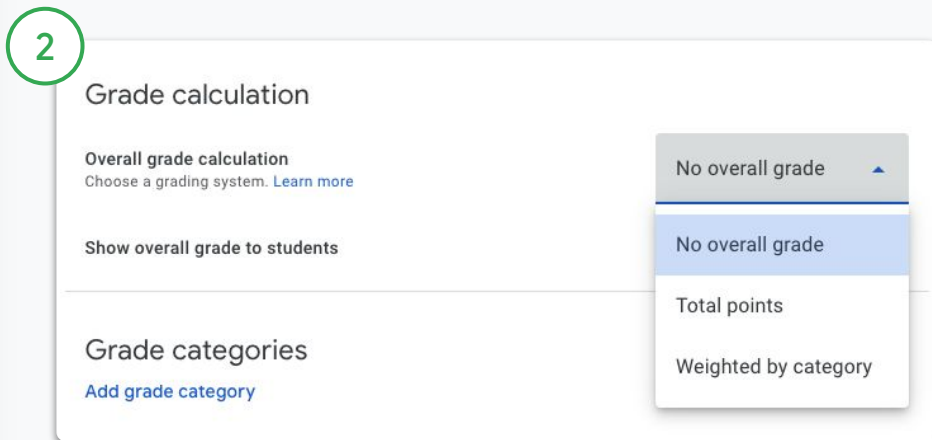 2
Grade calculation
Overall grade calculation
Choose a grading system. Learn more
No overall grade
No overall grade
Total points
Weighted by category
Show overall grade to students
Grade categories
Add grade category